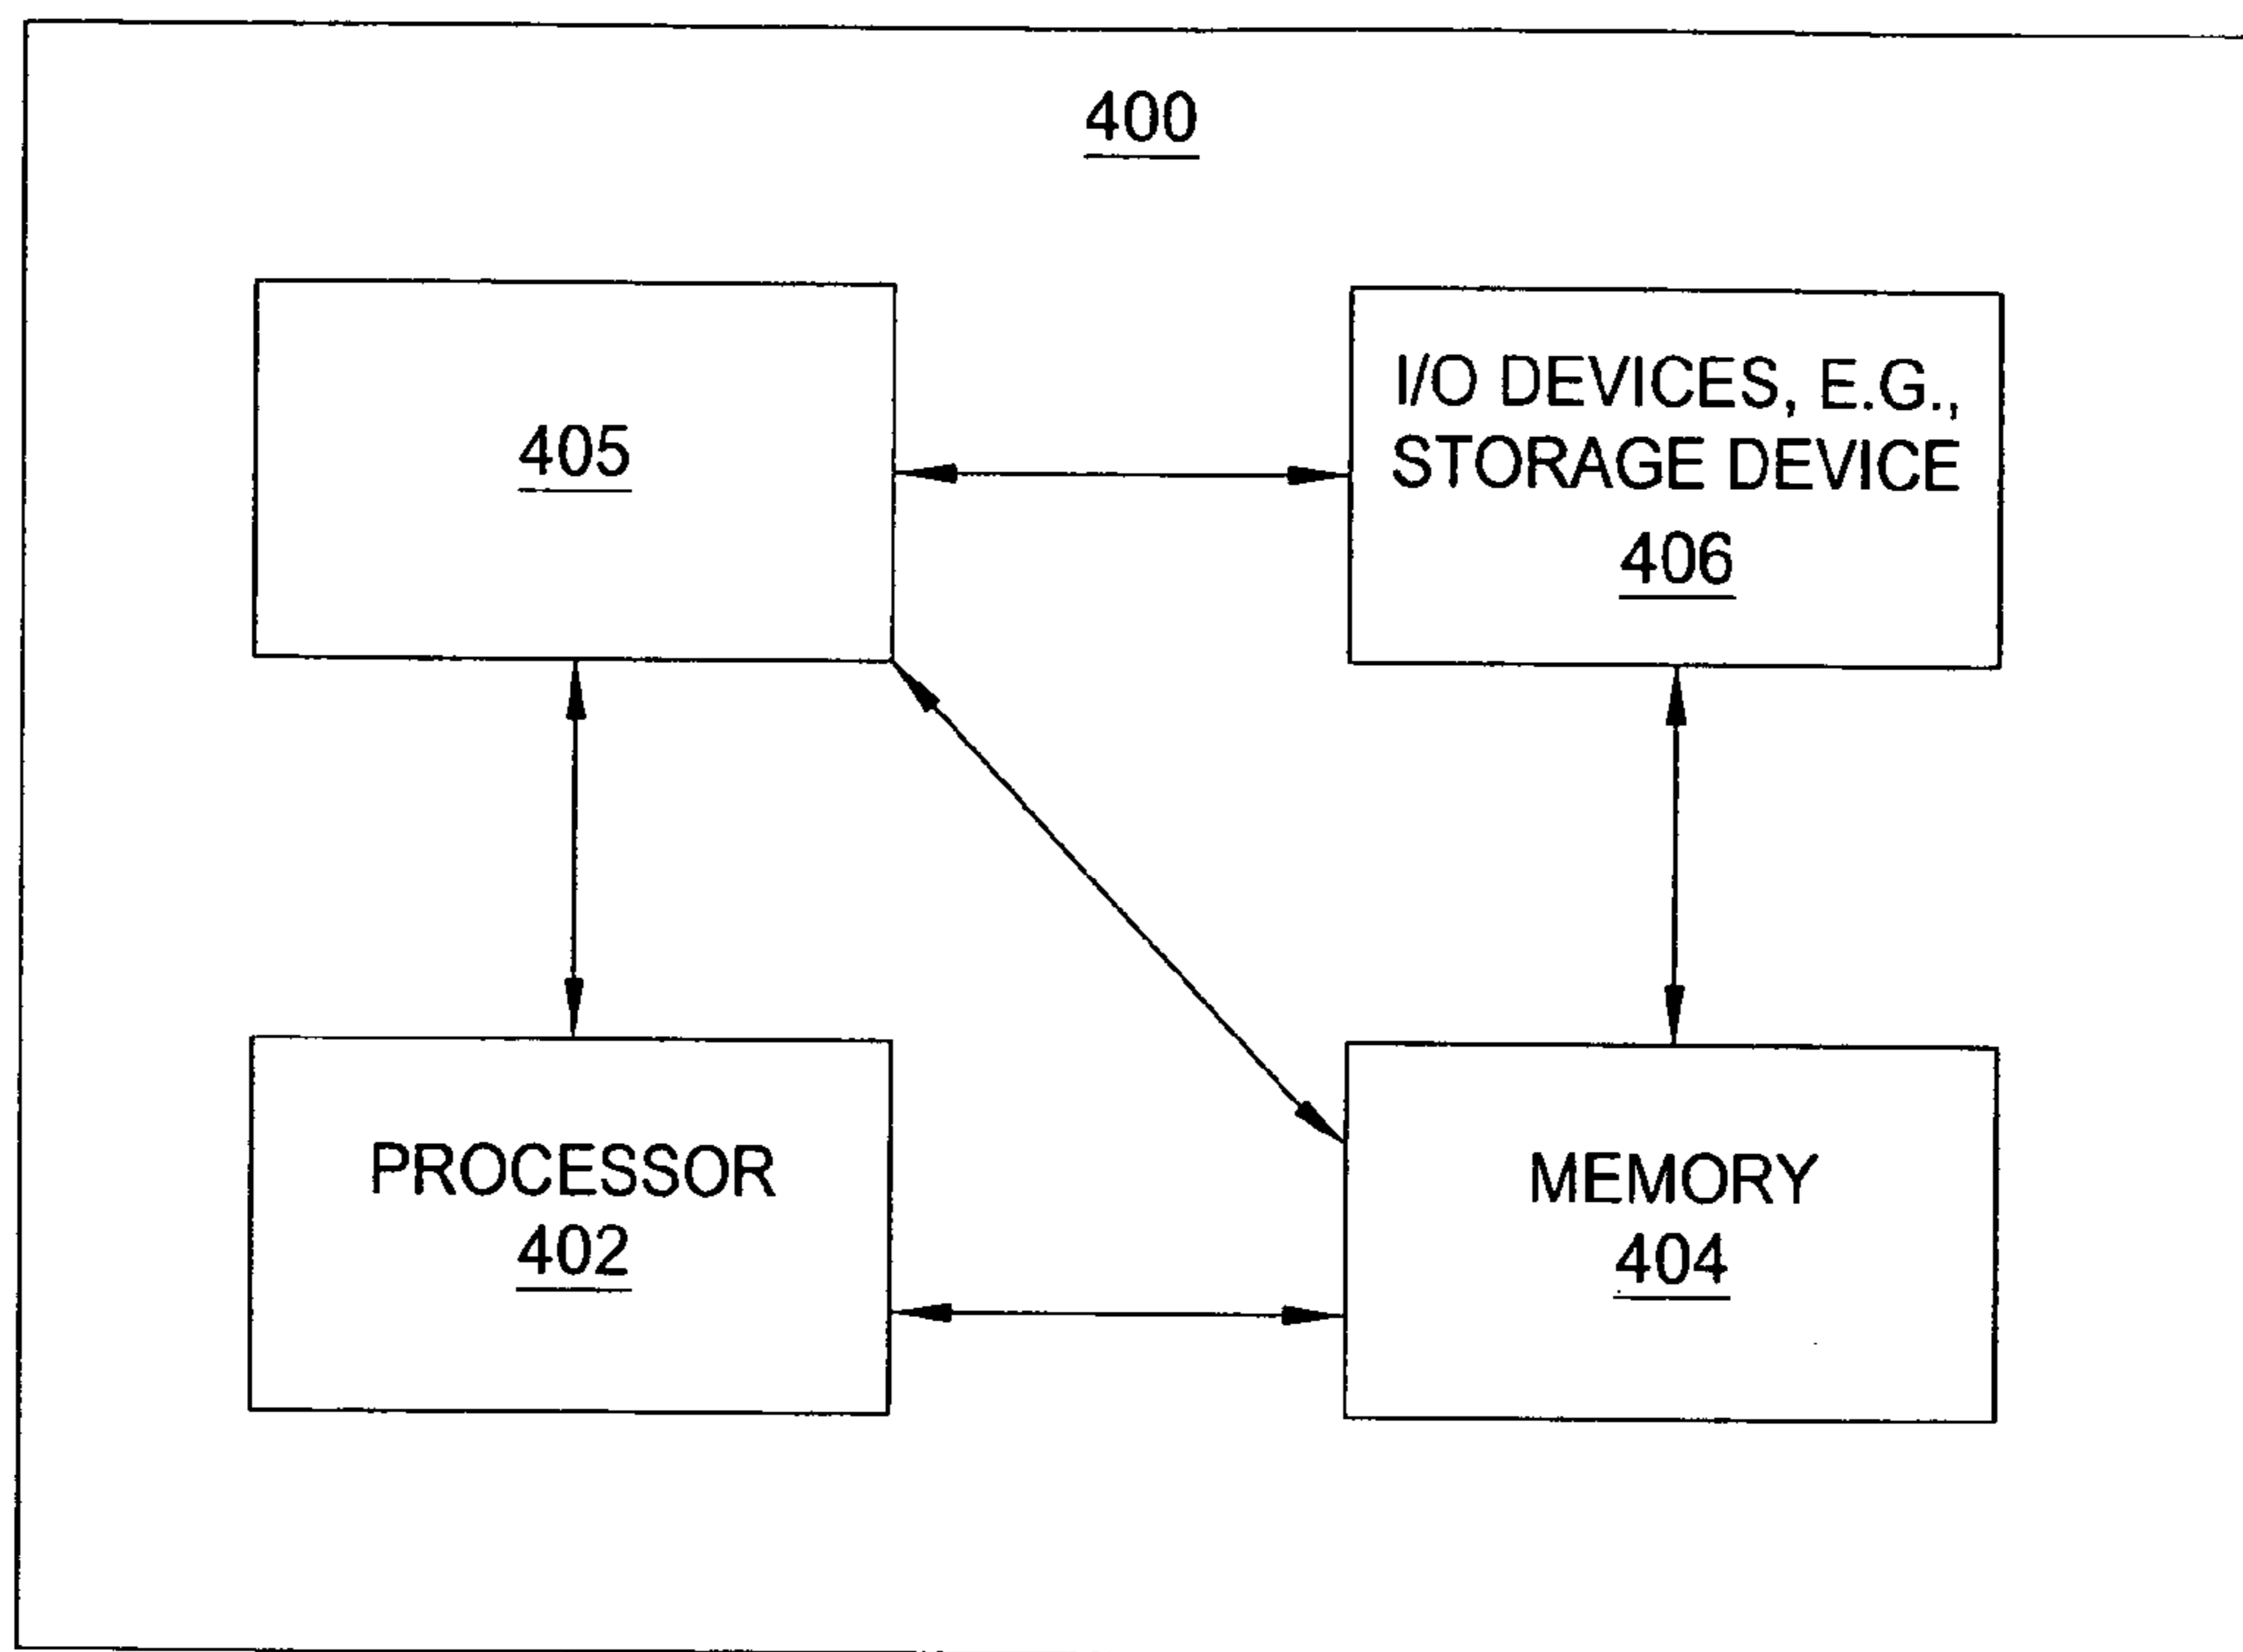 400
405
I/O DEVICES, E.G.,
STORAGE DEVICE
406
PROCESSOR
402
MEMORY
404